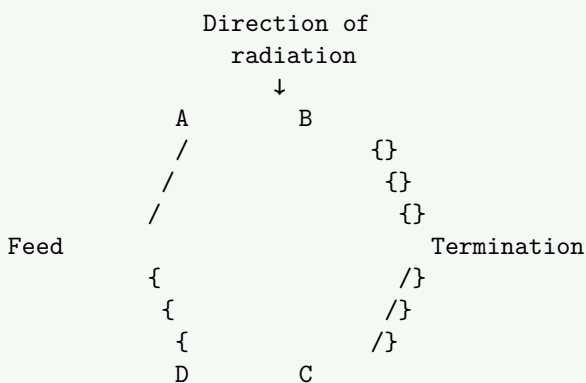 Direction of
radiation
↓
A B
/ {}
/ {}
/ {}
Feed Termination
{ /}
{ /}
{ /}
D C